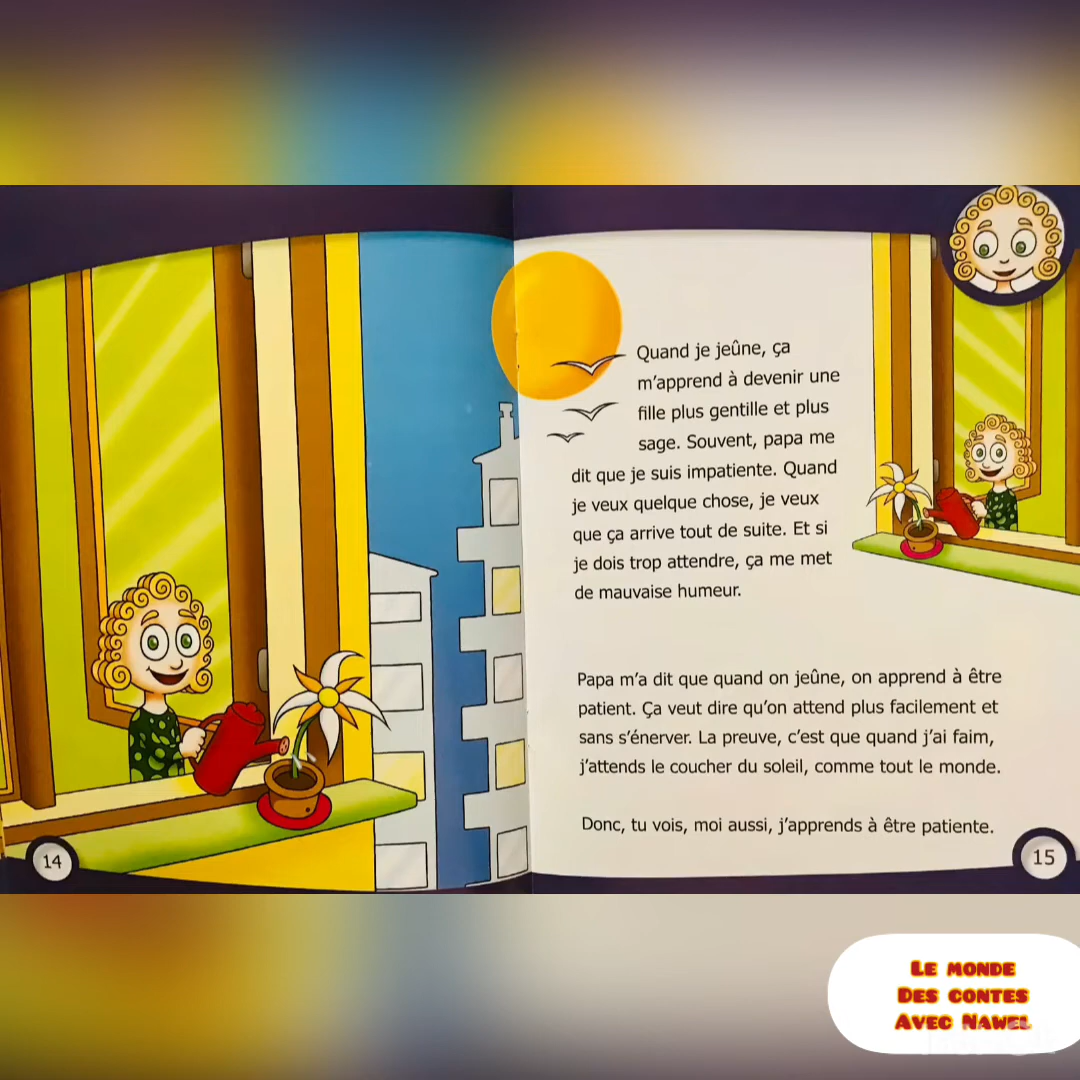 Quand je jeûne, ça
m'apprend à devenir une
fille plus gentille et plus
sage. Souvent, papa me
dit que je suis impatiente. Quand
je veux quelque chose, je veux
que ça arrive tout de suite. Et si
je dois trop attendre, ça me met
de mauvaise humeur.
Papa m'a dit que quand on jeûne, on apprend à être
patient. Ça veut dire qu'on attend plus facilement et
sans s'énerver. La preuve, c'est que quand j'ai faim,
j'attends le coucher du soleil, comme tout le monde.
Donc, tu vois, moi aussi, j'apprends à être patiente.
14
15
Le monde
Des contes
Avec Nawel